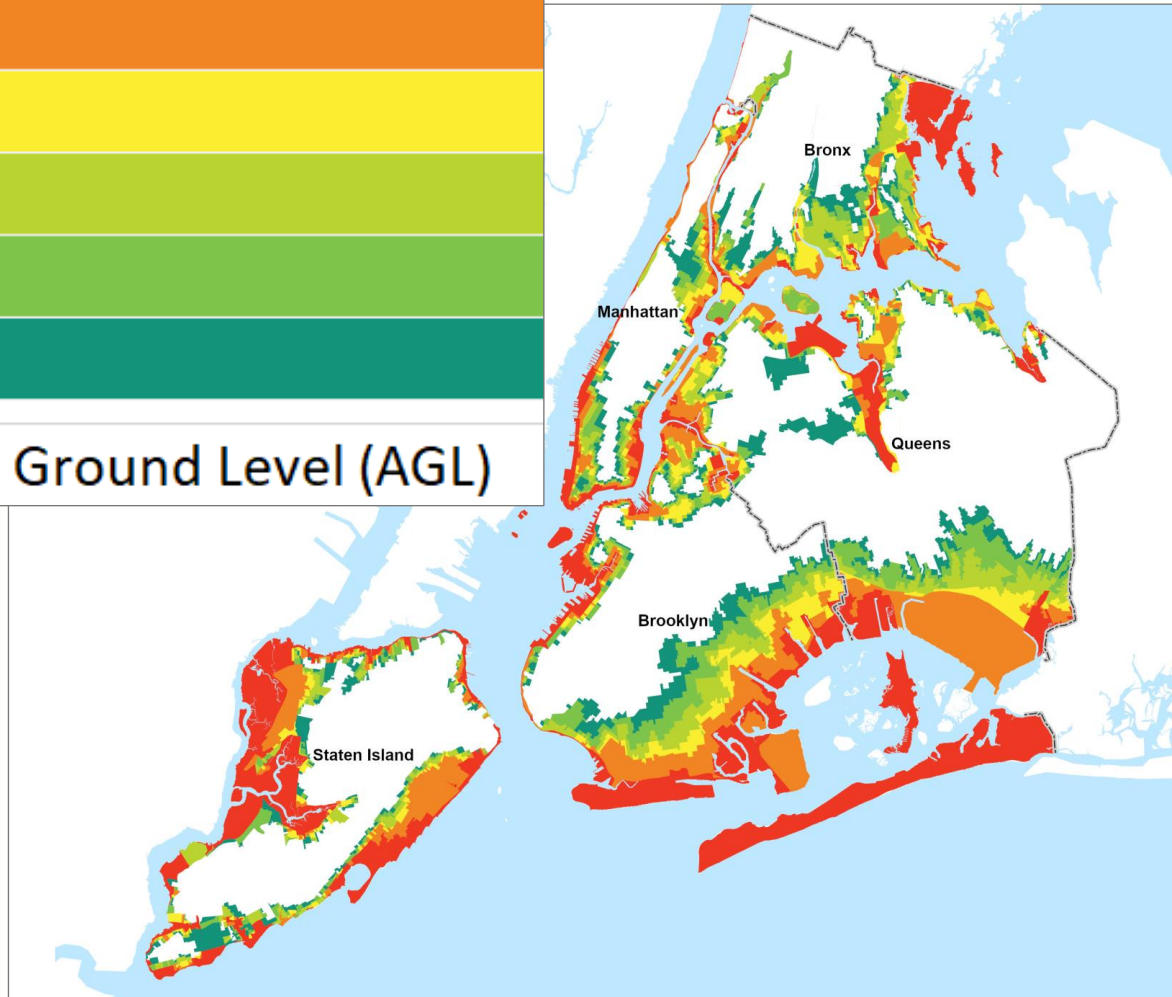 Ground Level (AGL)
Bronx
Manhattan
Queens
Brooklyn
Staten Island